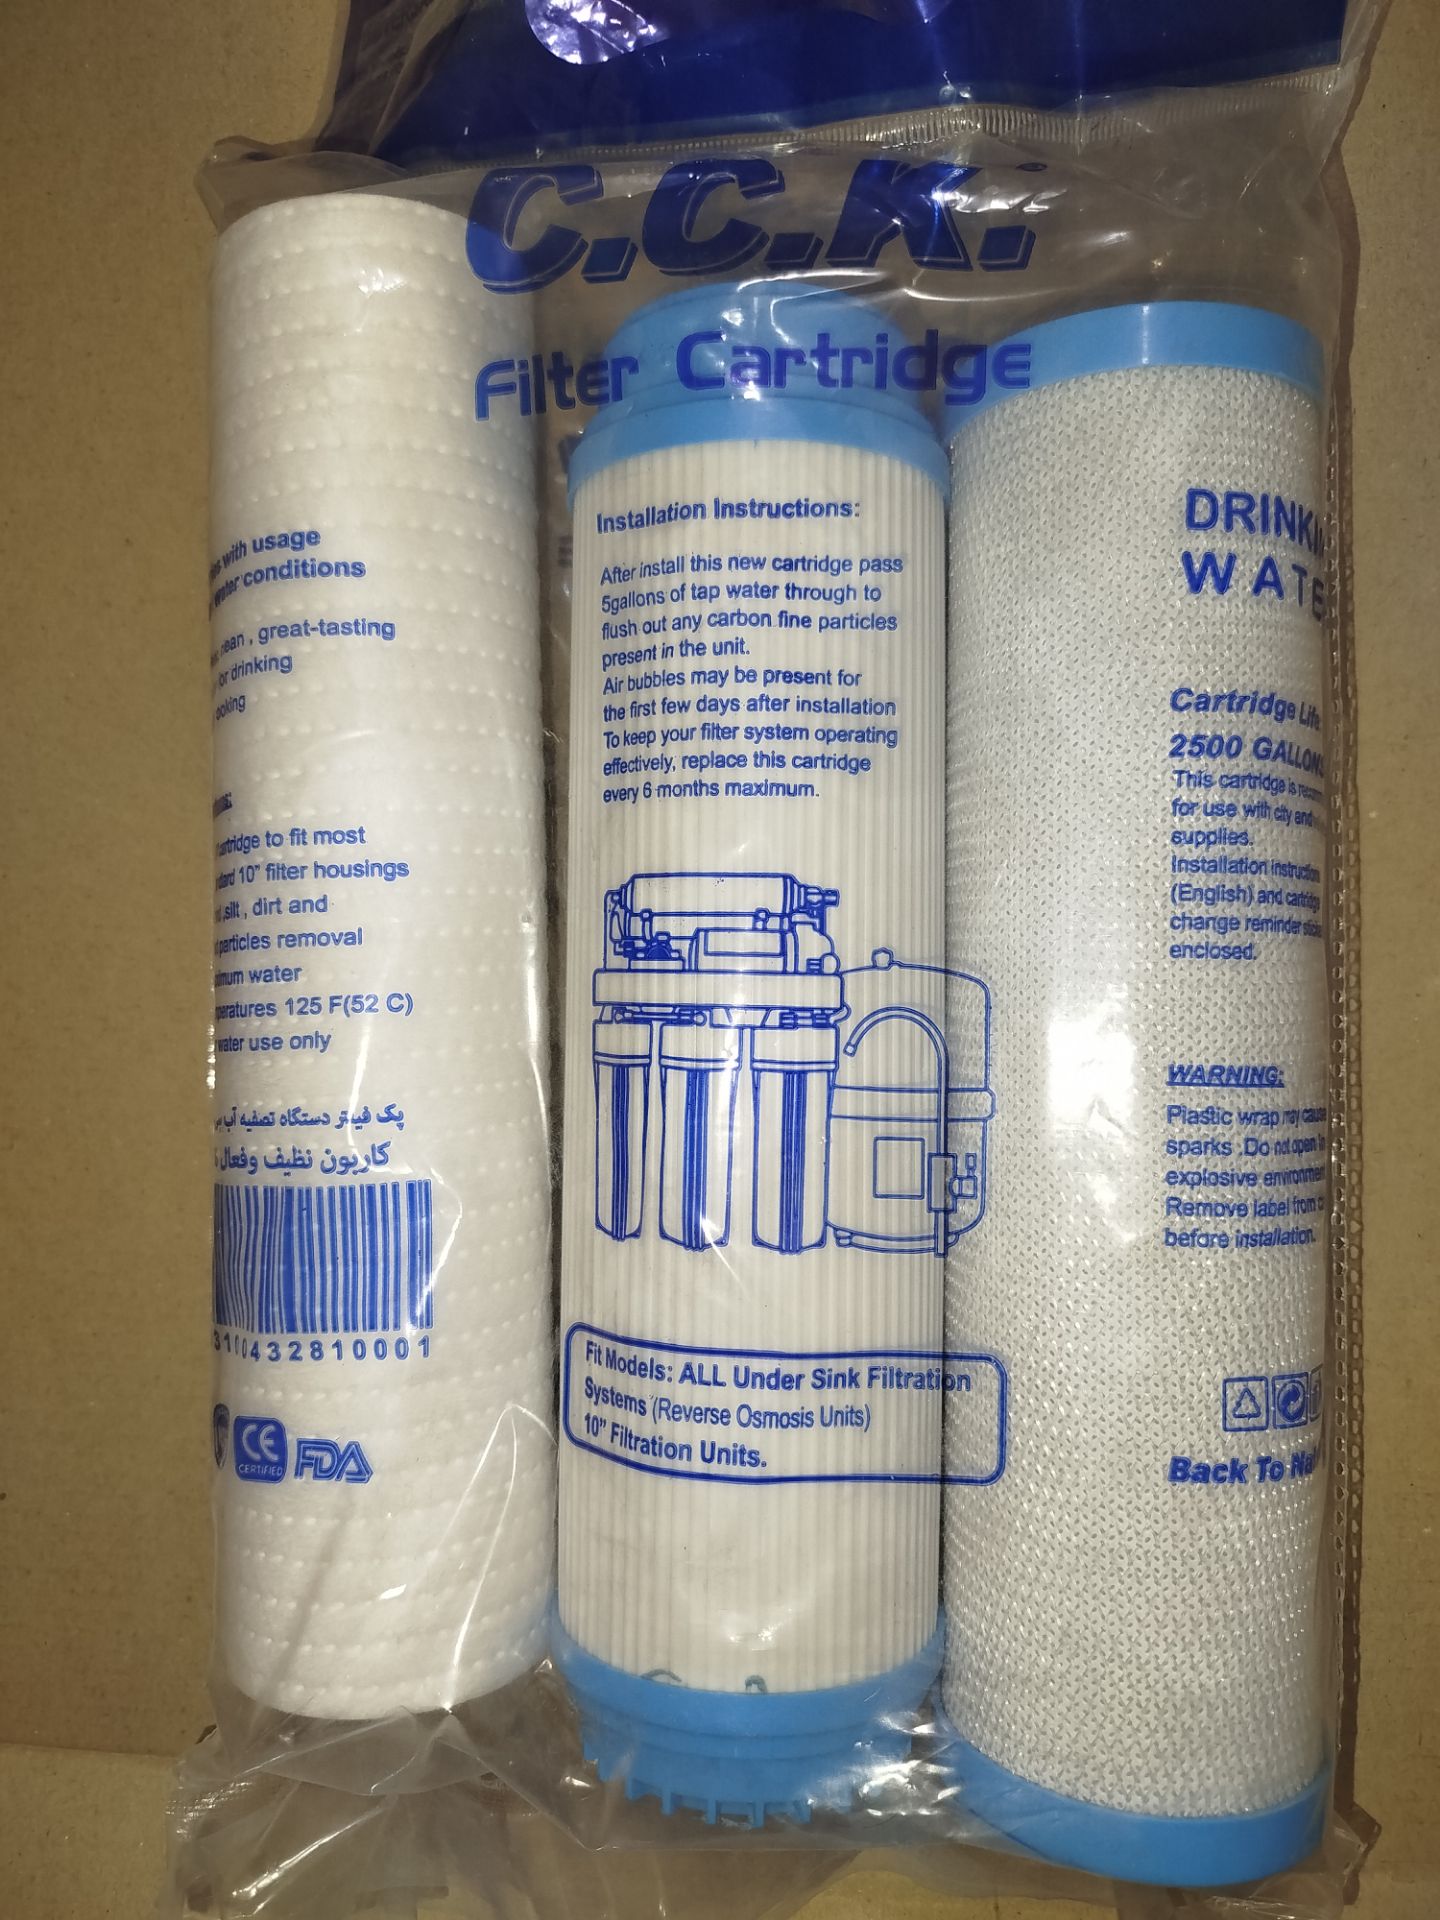 C.C.K.
Filter Cartridge
with usage
water conditions
clean , great-tasting
for drinking
cartridge to fit most
10" filter housings
,silt , dirt and
particles removal
water
125 F(52 C)
water use only
پک فیلتر دستگاه تصفیه آب
کاربون نظیف وفعال
3100432810001
CE
CERTIFIED
FDA
Installation Instructions:
After install this new cartridge pass
5gallons of tap water through to
flush out any carbon fine particles
present in the unit.
Air bubbles may be present for
the first few days after installation
To keep your filter system operating
effectively, replace this cartridge
every 6 months maximum.
Fit Models: ALL Under Sink Filtration
Systems (Reverse Osmosis Units)
10" Filtration Units.
DRINKI
WATE
Cartridge Life
2500 GALLONS
This cartridge is
for use with city and
supplies.
Installation
(English) and
change reminder
enclosed.
WARNING:
Plastic wrap may cause
sparks .Do not open in
explosive
Remove label from
before installation.
Back To